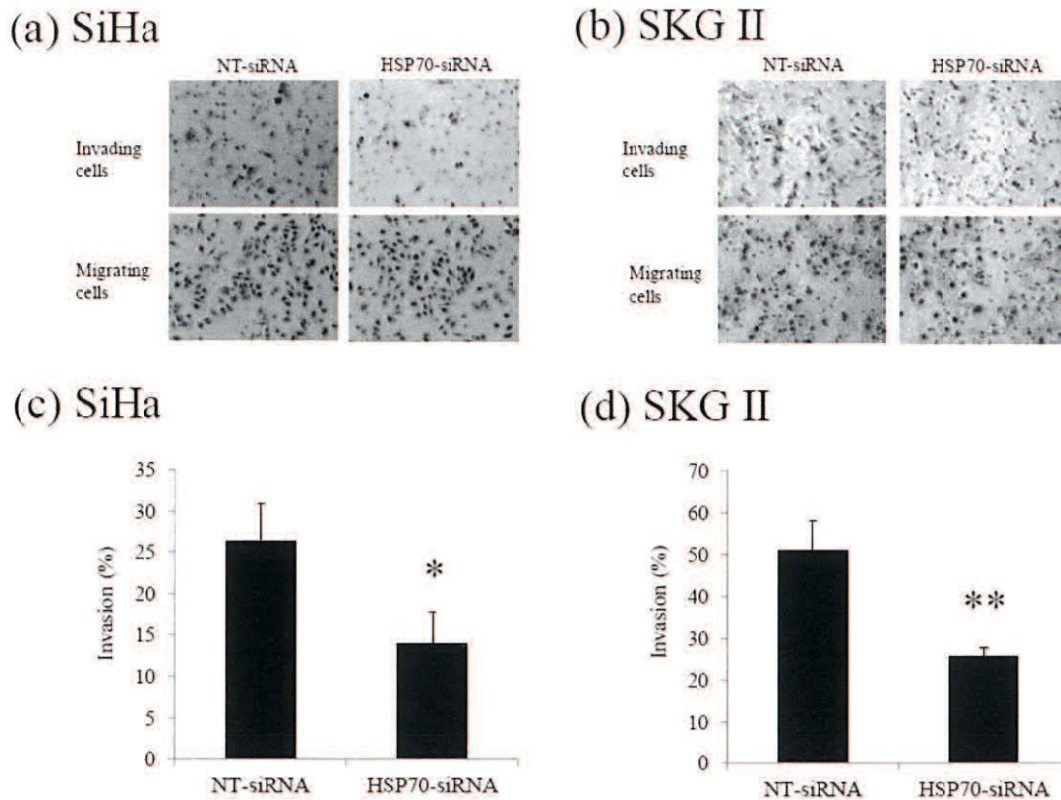 (a) SiHa
NT-siRNA HSP70-siRNA
Invading
cells
Migrating
cells
(b) SKG II
NT-siRNA HSP70-siRNA
Invading
cells
Migrating
cells
(c) SiHa
Invasion (%)
35
30
25
20
15
10
5
0
*
NT-siRNA HSP70-siRNA
(d) SKG II
Invasion (%)
70
60
50
40
30
20
10
0
**
NT-siRNA HSP70-siRNA